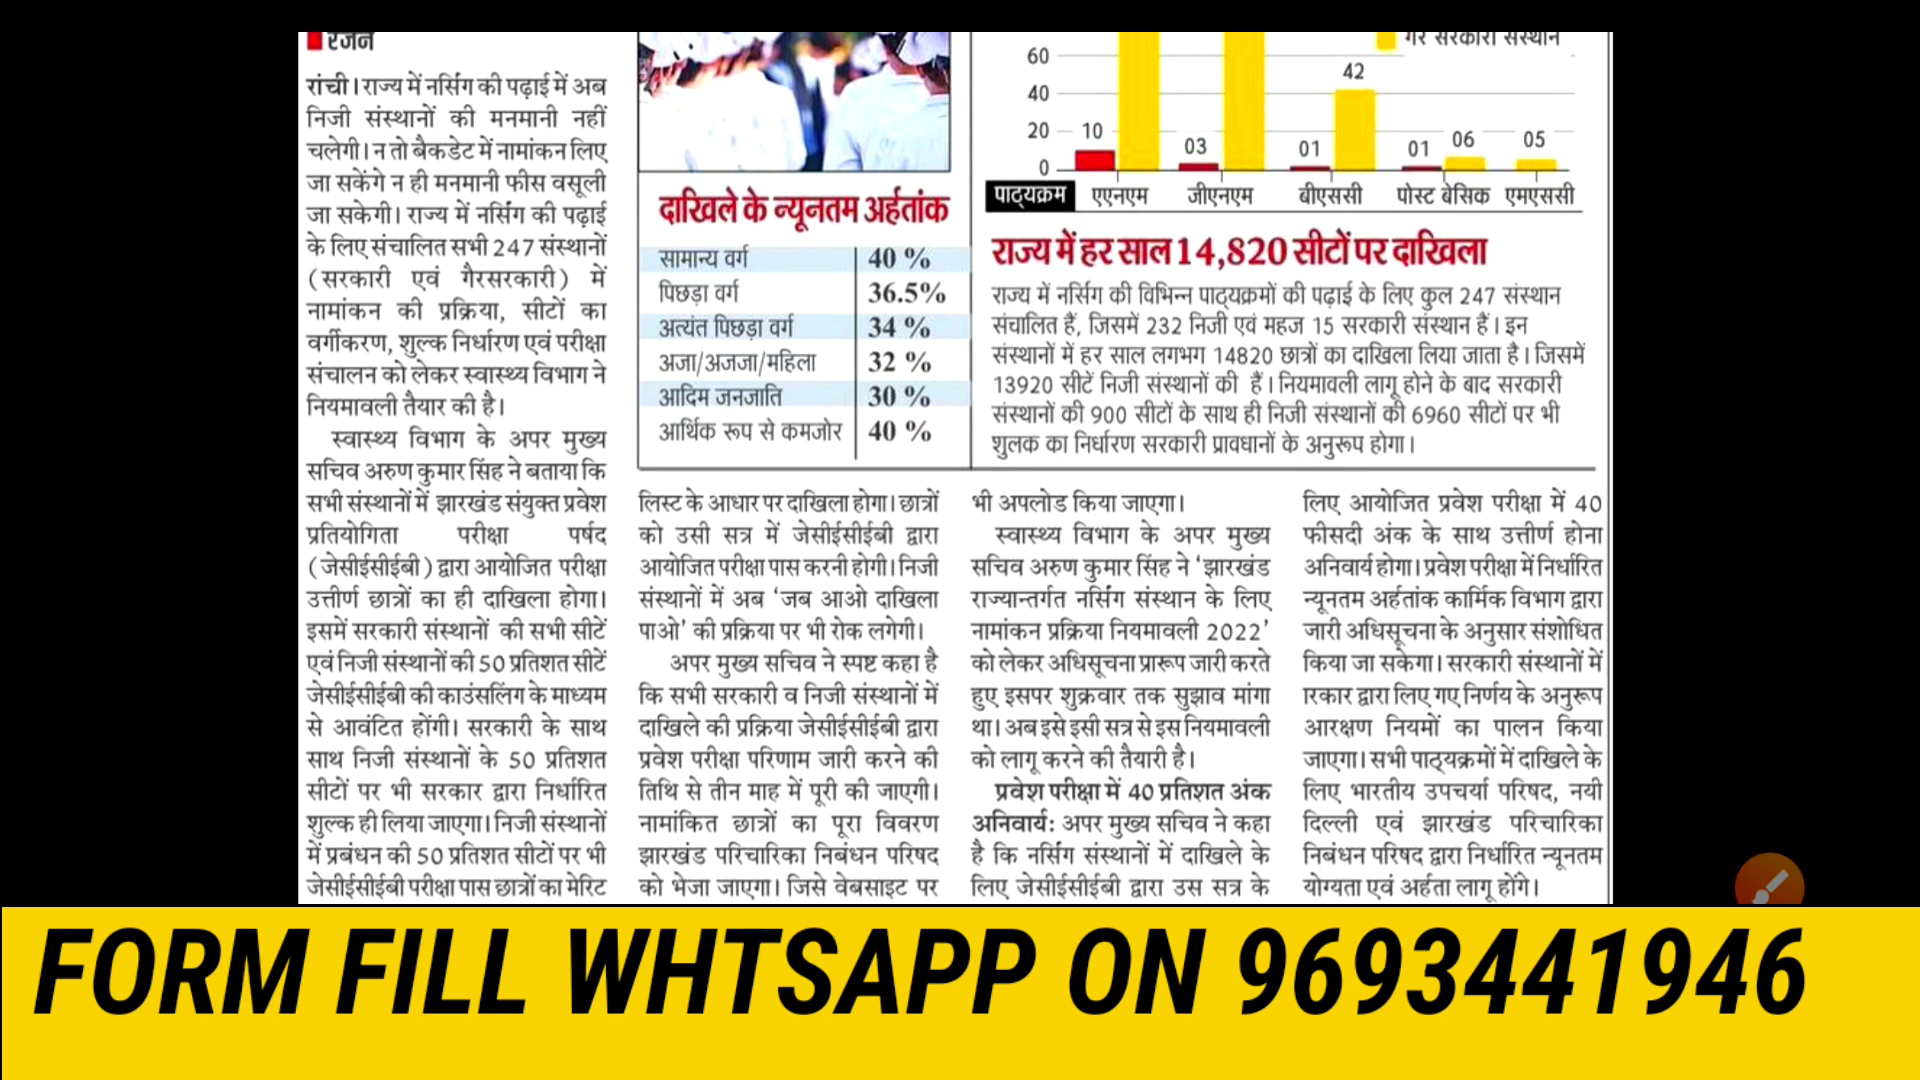 रंजन
रांची। राज्य में नर्सिंग की पढ़ाई में अब
निजी संस्थानों की मनमानी नहीं
चलेगी। न तो बैकडेट में नामांकन लिए
जा सकेंगे न ही मनमानी फीस वसूली
जा सकेगी। राज्य में नर्सिंग की पढ़ाई
के लिए संचालित सभी 247 संस्थानों
(सरकारी एवं गैरसरकारी) में
नामांकन की प्रक्रिया, सीटों का
वर्गीकरण, शुल्क निर्धारण एवं परीक्षा
संचालन को लेकर स्वास्थ्य विभाग ने
नियमावली तैयार की है।
स्वास्थ्य विभाग के अपर मुख्य
सचिव अरुण कुमार सिंह ने बताया कि
सभी संस्थानों में झारखंड संयुक्त प्रवेश
प्रतियोगिता परीक्षा पर्षद
(जेसीईसीईबी) द्वारा आयोजित परीक्षा
उत्तीर्ण छात्रों का ही दाखिला होगा।
इसमें सरकारी संस्थानों की सभी सीटें
एवं निजी संस्थानों की 50 प्रतिशत सीटें
जेसीईसीईबी की काउंसलिंग के माध्यम
से आवंटित होंगी। सरकारी के साथ
साथ निजी संस्थानों के 50 प्रतिशत
सीटों पर भी सरकार द्वारा निर्धारित
शुल्क ही लिया जाएगा। निजी संस्थानों
में प्रबंधन की 50 प्रतिशत सीटों पर भी
जेसीईसीईबी परीक्षा पास छात्रों का मेरिट
दाखिले के न्यूनतम अर्हतांक
सामान्य वर्ग 40 %
पिछड़ा वर्ग 36.5%
अत्यंत पिछड़ा वर्ग 34 %
अजा/अजजा/महिला 32 %
आदिम जनजाति 30 %
आर्थिक रूप से कमजोर 40 %
गैर सरकारी संस्थान
60
40
20
0
10
03
01
42
01
06
05
पाठ्यक्रम एएनएम जीएनएम बीएससी पोस्ट बेसिक एमएससी
राज्य में हर साल 14,820 सीटों पर दाखिला
राज्य में नर्सिंग की विभिन्न पाठ्यक्रमों की पढ़ाई के लिए कुल 247 संस्थान
संचालित हैं, जिसमें 232 निजी एवं महज 15 सरकारी संस्थान हैं। इन
संस्थानों में हर साल लगभग 14820 छात्रों का दाखिला लिया जाता है। जिसमें
13920 सीटें निजी संस्थानों की हैं। नियमावली लागू होने के बाद सरकारी
संस्थानों की 900 सीटों के साथ ही निजी संस्थानों की 6960 सीटों पर भी
शुलक का निर्धारण सरकारी प्रावधानों के अनुरूप होगा।
लिस्ट के आधार पर दाखिला होगा। छात्रों
को उसी सत्र में जेसीईसीईबी द्वारा
आयोजित परीक्षा पास करनी होगी। निजी
संस्थानों में अब ‘जब आओ दाखिला
पाओ’ की प्रक्रिया पर भी रोक लगेगी।
अपर मुख्य सचिव ने स्पष्ट कहा है
कि सभी सरकारी व निजी संस्थानों में
दाखिले की प्रक्रिया जेसीईसीईबी द्वारा
प्रवेश परीक्षा परिणाम जारी करने की
तिथि से तीन माह में पूरी की जाएगी।
नामांकित छात्रों का पूरा विवरण
झारखंड परिचारिका निबंधन परिषद
को भेजा जाएगा। जिसे वेबसाइट पर
भी अपलोड किया जाएगा।
स्वास्थ्य विभाग के अपर मुख्य
सचिव अरुण कुमार सिंह ने ‘झारखंड
राज्यान्तर्गत नर्सिंग संस्थान के लिए
नामांकन प्रक्रिया नियमावली 2022’
को लेकर अधिसूचना प्रारूप जारी करते
हुए इसपर शुक्रवार तक सुझाव मांगा
था। अब इसे इसी सत्र से इस नियमावली
को लागू करने की तैयारी है।
प्रवेश परीक्षा में 40 प्रतिशत अंक
अनिवार्य: अपर मुख्य सचिव ने कहा
है कि नर्सिंग संस्थानों में दाखिले के
लिए जेसीईसीईबी द्वारा उस सत्र के
लिए आयोजित प्रवेश परीक्षा में 40
फीसदी अंक के साथ उत्तीर्ण होना
अनिवार्य होगा। प्रवेश परीक्षा में निर्धारित
न्यूनतम अर्हतांक कार्मिक विभाग द्वारा
जारी अधिसूचना के अनुसार संशोधित
किया जा सकेगा। सरकारी संस्थानों में
रकार द्वारा लिए गए निर्णय के अनुरूप
आरक्षण नियमों का पालन किया
जाएगा। सभी पाठ्यक्रमों में दाखिले के
लिए भारतीय उपचर्या परिषद, नयी
दिल्ली एवं झारखंड परिचारिका
निबंधन परिषद द्वारा निर्धारित न्यूनतम
योग्यता एवं अर्हता लागू होंगे।
FORM FILL WHTSAPP ON 9693441946